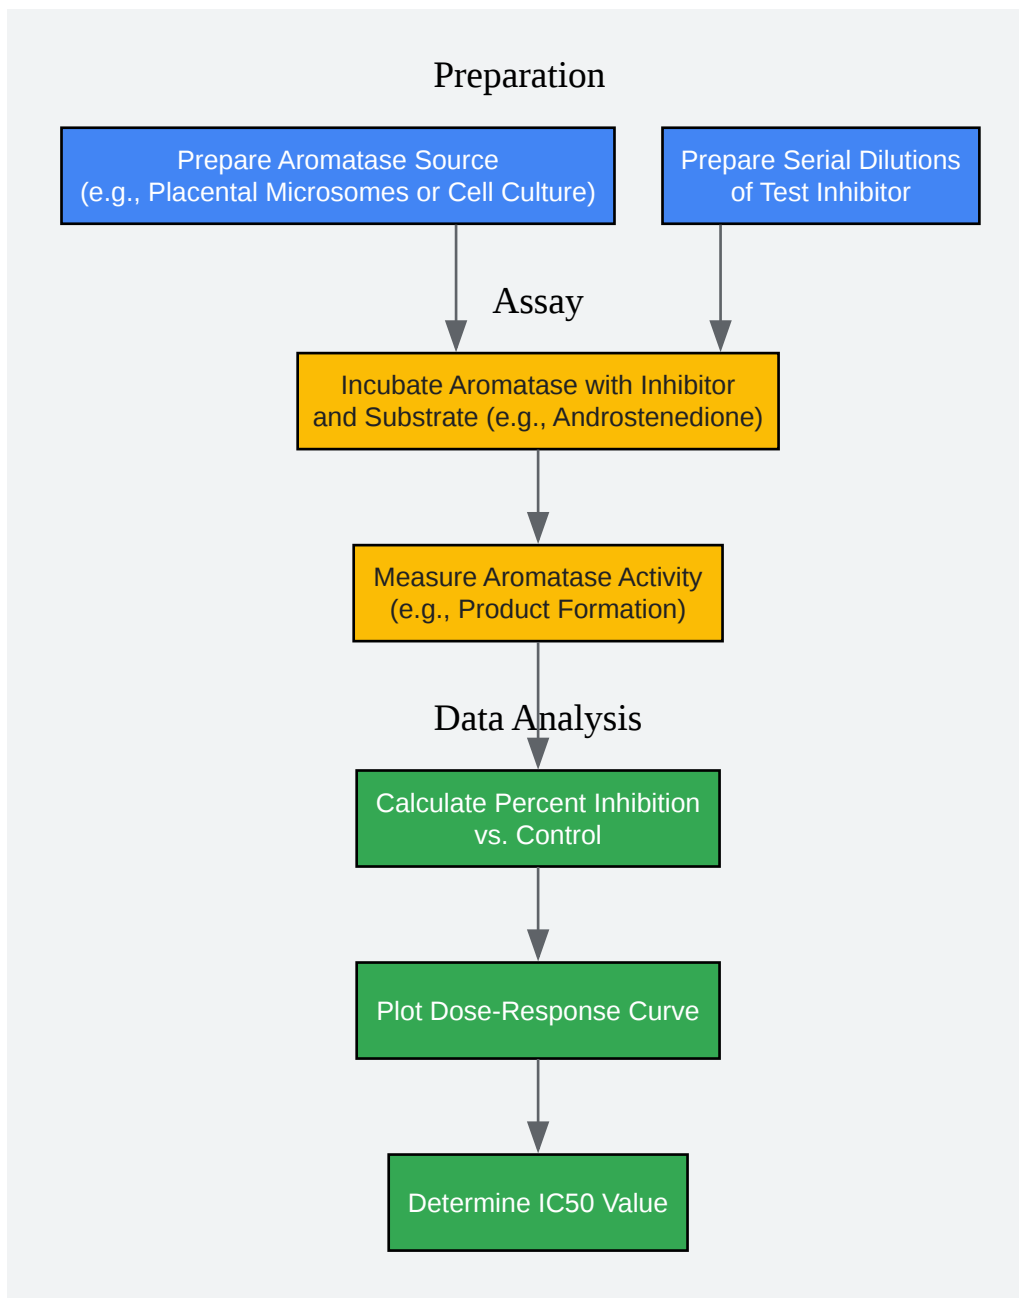 Preparation
Prepare Aromatase Source
(e.g., Placental Microsomes or Cell Culture)
Prepare Serial Dilutions
of Test Inhibitor
Assay
Incubate Aromatase with Inhibitor
and Substrate (e.g., Androstenedione)
Measure Aromatase Activity
(e.g., Product Formation)
Data Analysis
Calculate Percent Inhibition
vs. Control
Plot Dose-Response Curve
Determine IC50 Value